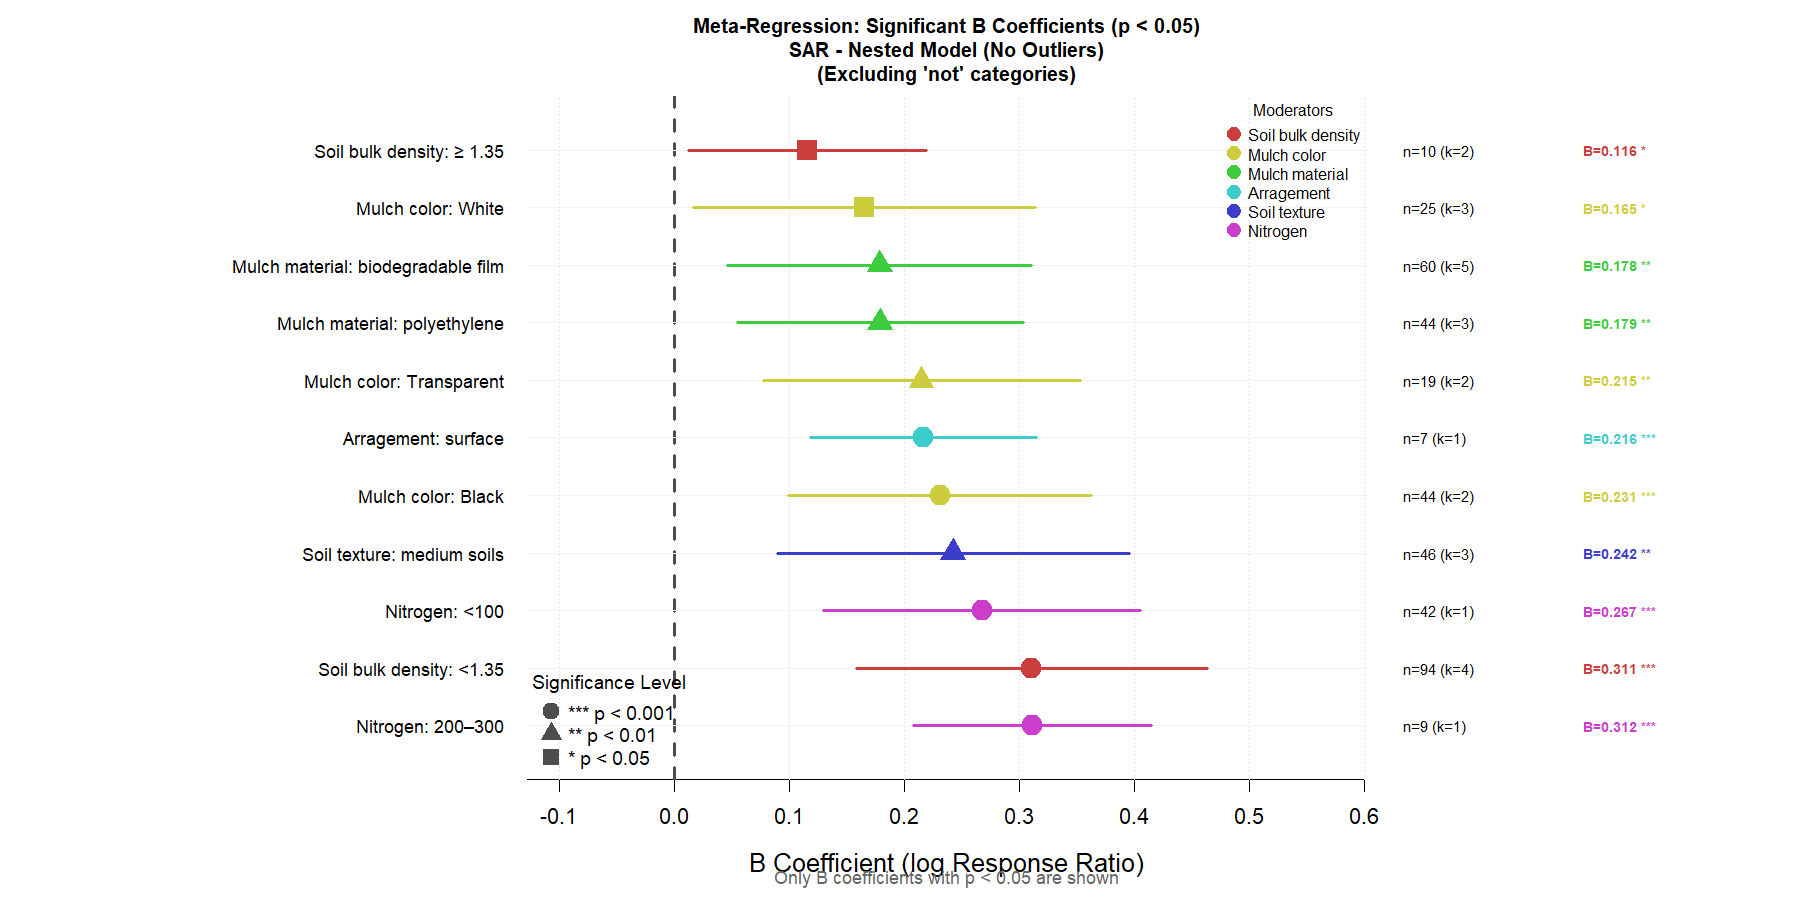 Meta-Regression: Significant B Coefficients (p < 0.05)
SAR - Nested Model (No Outliers)
(Excluding 'not' categories)
Moderators
Soil bulk density
Mulch color
Mulch material
Arragement
Soil texture
Nitrogen
Soil bulk density: ≥ 1.35 n=10 (k=2) B=0.116 *
Mulch color: White n=25 (k=3) B=0.165 *
Mulch material: biodegradable film n=60 (k=5) B=0.178 **
Mulch material: polyethylene n=44 (k=3) B=0.179 **
Mulch color: Transparent n=19 (k=2) B=0.215 **
Arragement: surface n=7 (k=1) B=0.216 ***
Mulch color: Black n=44 (k=2) B=0.231 ***
Soil texture: medium soils n=46 (k=3) B=0.242 **
Nitrogen: <100 n=42 (k=1) B=0.267 ***
Soil bulk density: <1.35 n=94 (k=4) B=0.311 ***
Nitrogen: 200–300 n=9 (k=1) B=0.312 ***
Significance Level
*** p < 0.001
** p < 0.01
* p < 0.05
-0.1 0.0 0.1 0.2 0.3 0.4 0.5 0.6
B Coefficient (log Response Ratio)
Only B coefficients with p < 0.05 are shown